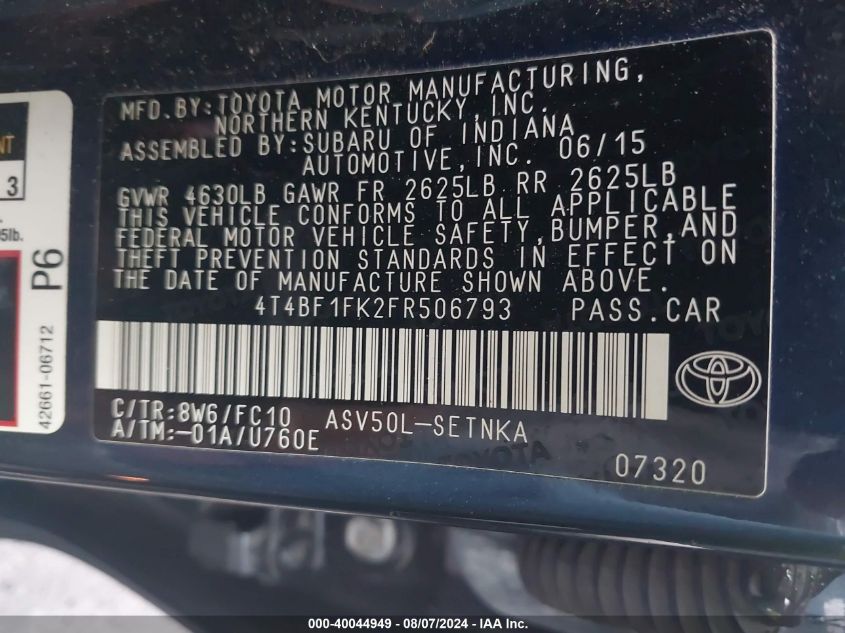 MFD.BY:TOYOTA MOTOR MANUFACTURING,
NORTHERN KENTUCKY, INC.
ASSEMBLED BY:SUBARU OF INDIANA
AUTOMOTIVE, INC. 06/15
GVWR 4630LB GAWR FR 2625LB RR 2625LB
THIS VEHICLE CONFORMS TO ALL APPLICABLE
FEDERAL MOTOR VEHICLE SAFETY, BUMPER, AND
THEFT PREVENTION STANDARDS IN EFFECT ON
THE DATE OF MANUFACTURE SHOWN ABOVE.
4T4BF1FK2FR506793 PASS.CAR
C/TR:8W6/FC10 ASV50L-SETNKA
A/TM:-01A/U760E
07320
TOYOTA
3
5lb.
P6
42661-06712
000-40044949 - 08/07/2024 - IAA Inc.